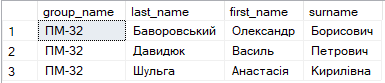 group_name last_name first_name surname
1 ПМ-32 Баворовський Олександр Борисович
2 ПМ-32 Давидюк Василь Петрович
3 ПМ-32 Шульга Анастасія Кирилівна